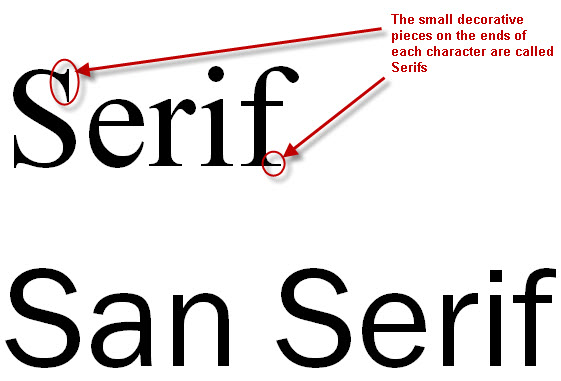 The small decorative
pieces on the ends of
each character are called
Serifs
Serif
San Serif